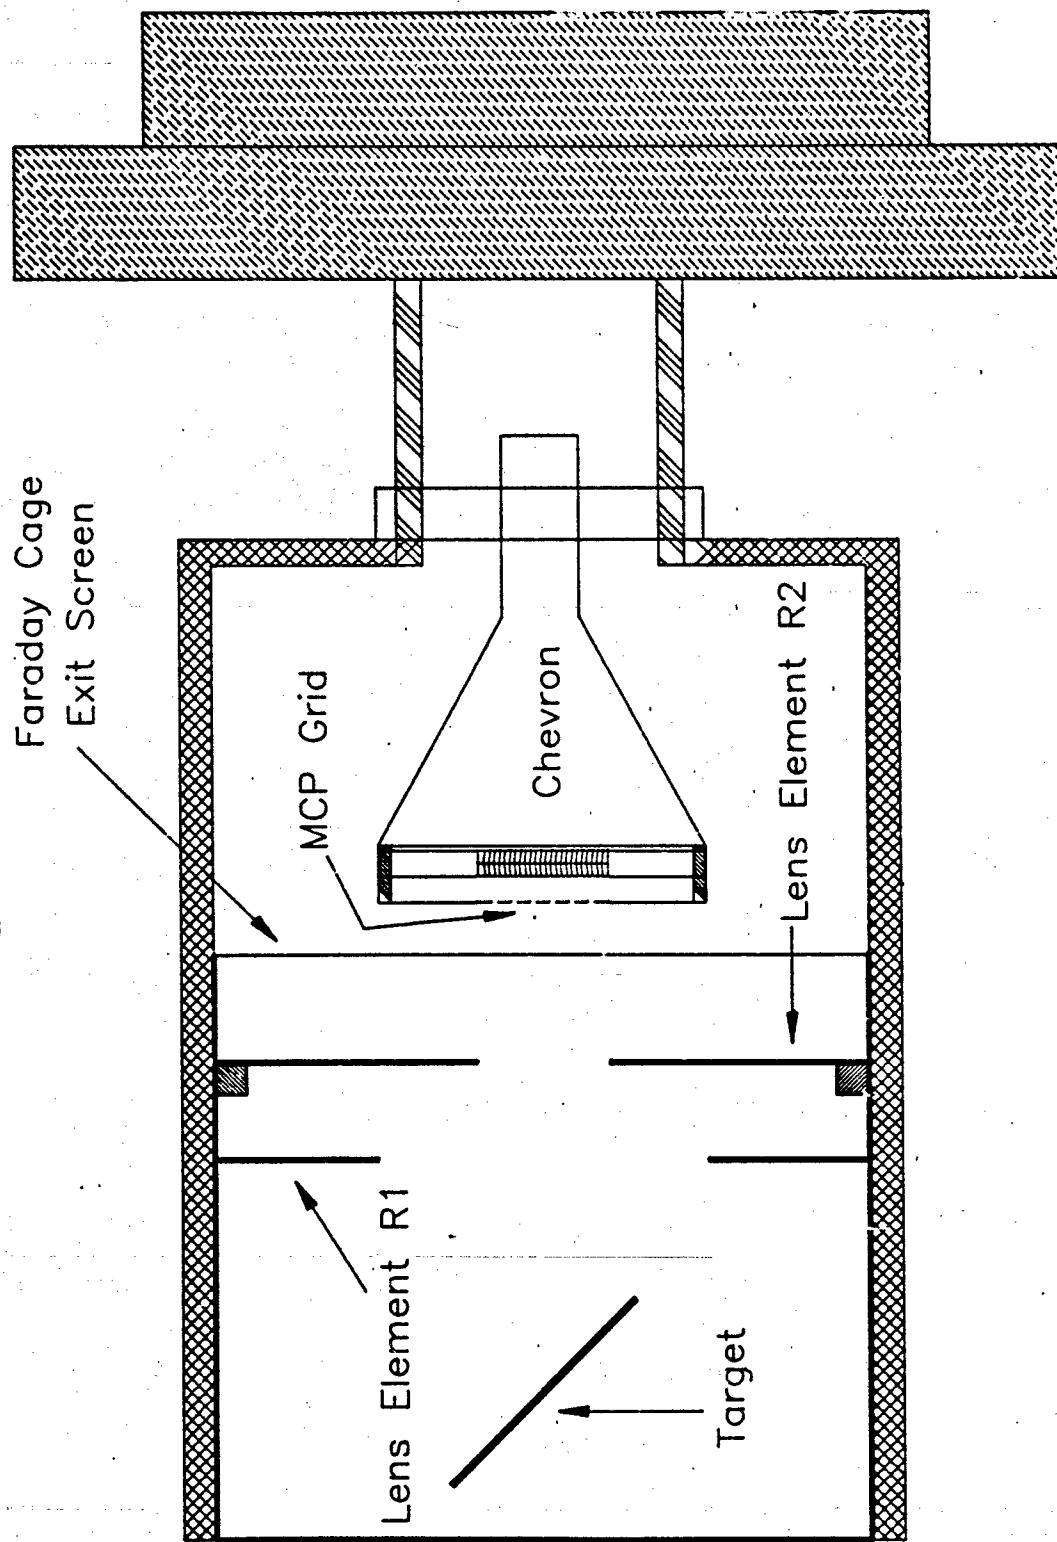 Faraday Cage
Exit Screen
MCP Grid
Chevron
Lens Element R2
Lens Element R1
Target